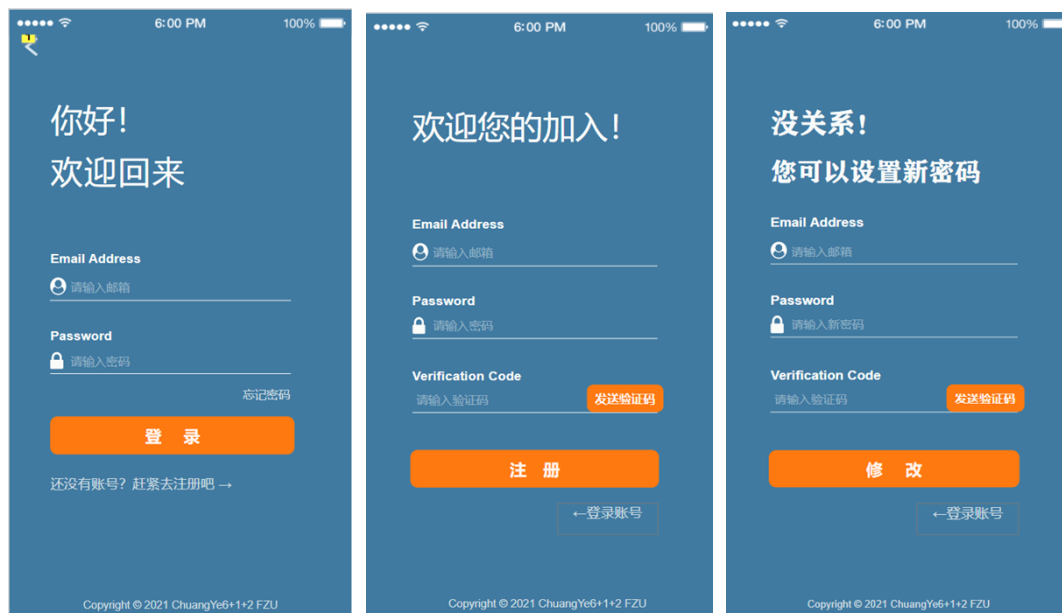 6:00 PM
100%
1
你好!
欢迎回来
Email Address
请输入邮箱
Password
请输入密码
忘记密码
登 录
还没有账号? 赶紧去注册吧 →
Copyright © 2021 ChuangYe6+1+2 FZU
6:00 PM
100%
欢迎您的加入!
Email Address
请输入邮箱
Password
请输入密码
Verification Code
请输入验证码
发送验证码
注 册
←登录账号
Copyright © 2021 ChuangYe6+1+2 FZU
6:00 PM
100%
没关系!
您可以设置新密码
Email Address
请输入邮箱
Password
请输入新密码
Verification Code
请输入验证码
发送验证码
修 改
←登录账号
Copyright © 2021 ChuangYe6+1+2 FZU